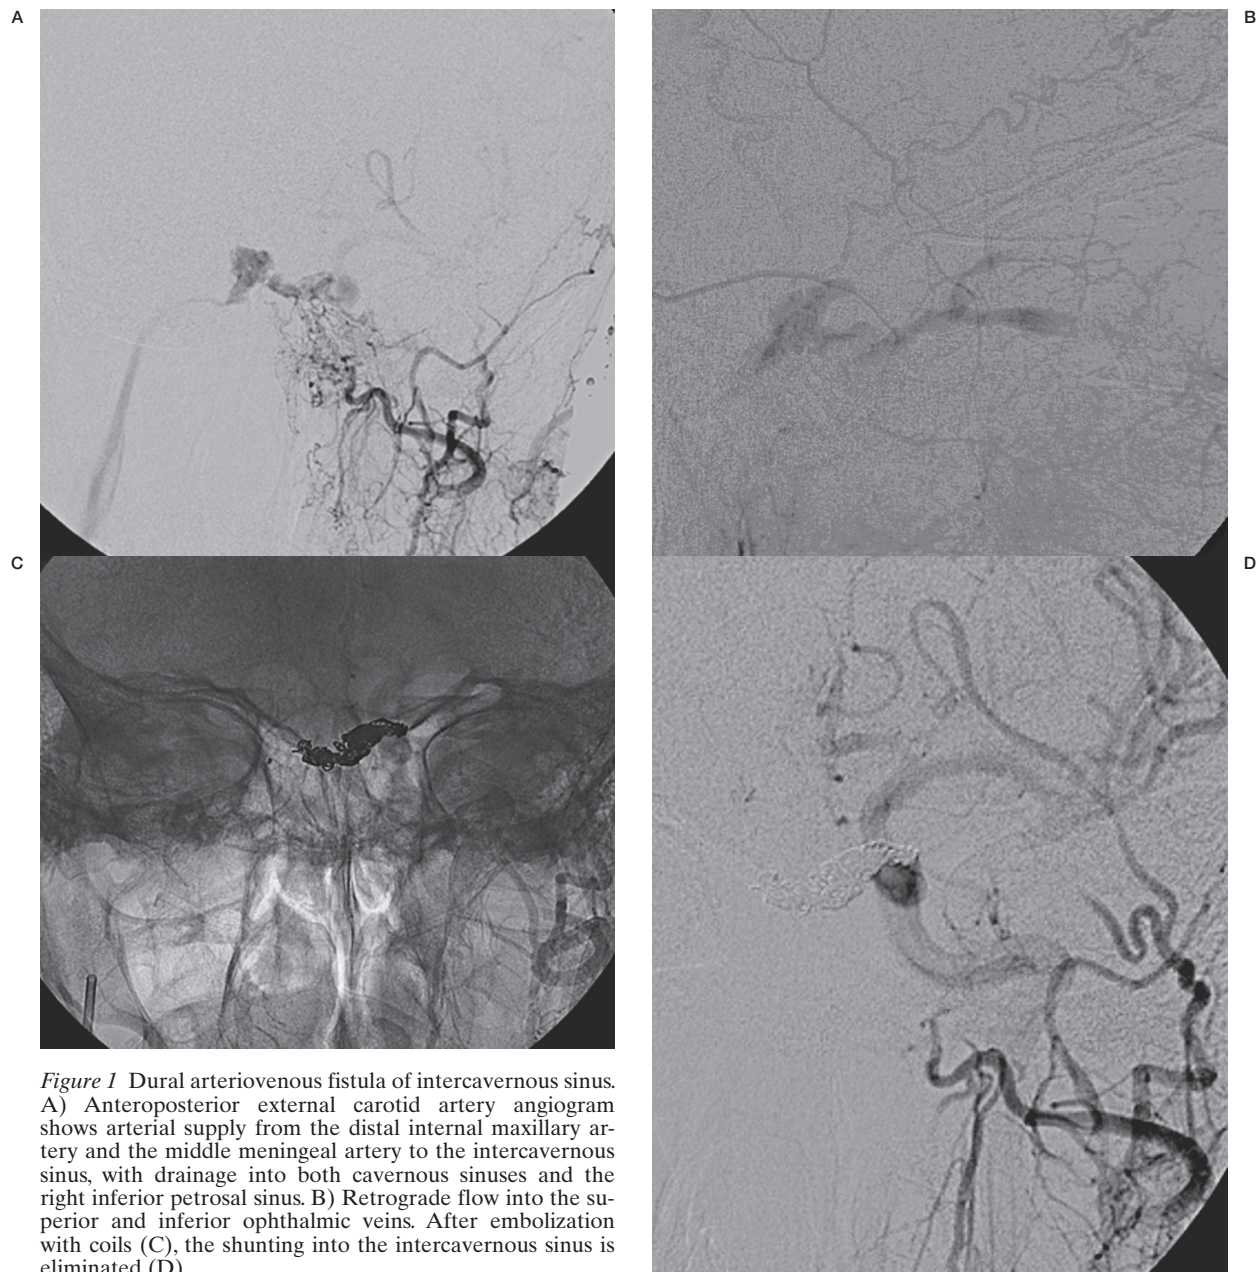 A
B
C
D
Figure 1 Dural arteriovenous fistula of intercavernous sinus.
A) Anteroposterior external carotid artery angiogram
shows arterial supply from the distal internal maxillary ar-
tery and the middle meningeal artery to the intercavernous
sinus, with drainage into both cavernous sinuses and the
right inferior petrosal sinus. B) Retrograde flow into the su-
perior and inferior ophthalmic veins. After embolization
with coils (C), the shunting into the intercavernous sinus is
eliminated (D)